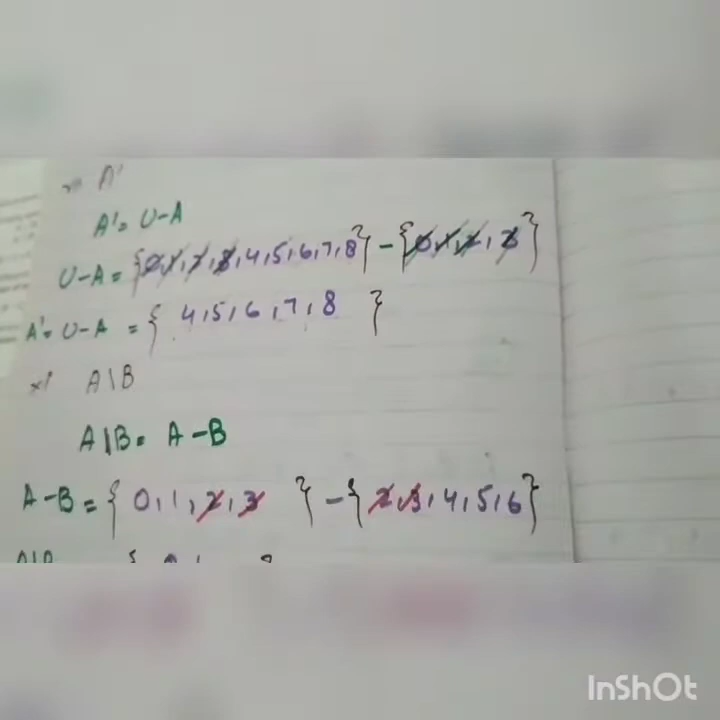 A'
A' = U-A
U-A = {0,1,2,3,4,5,6,7,8} - {0,1,2,3}
A' = U-A = { 4,5,6,7,8 }
A\B
A\B = A-B
A-B = { 0,1,2,3 } - {2,3,4,5,6}
InShOt